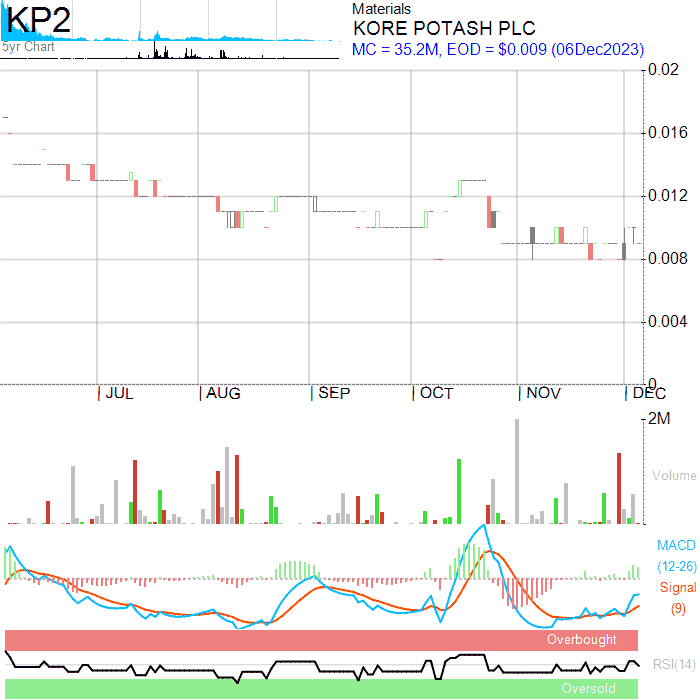 KP2
5yr Chart
Materials
KORE POTASH PLC
MC = 35.2M, EOD = $0.009 (06Dec2023)
0.02
0.016
0.012
0.008
0.004
0
JUL AUG SEP OCT NOV DEC
2M
Volume
MACD
(12-26)
Signal
(9)
Overbought
RSI(14)
Oversold